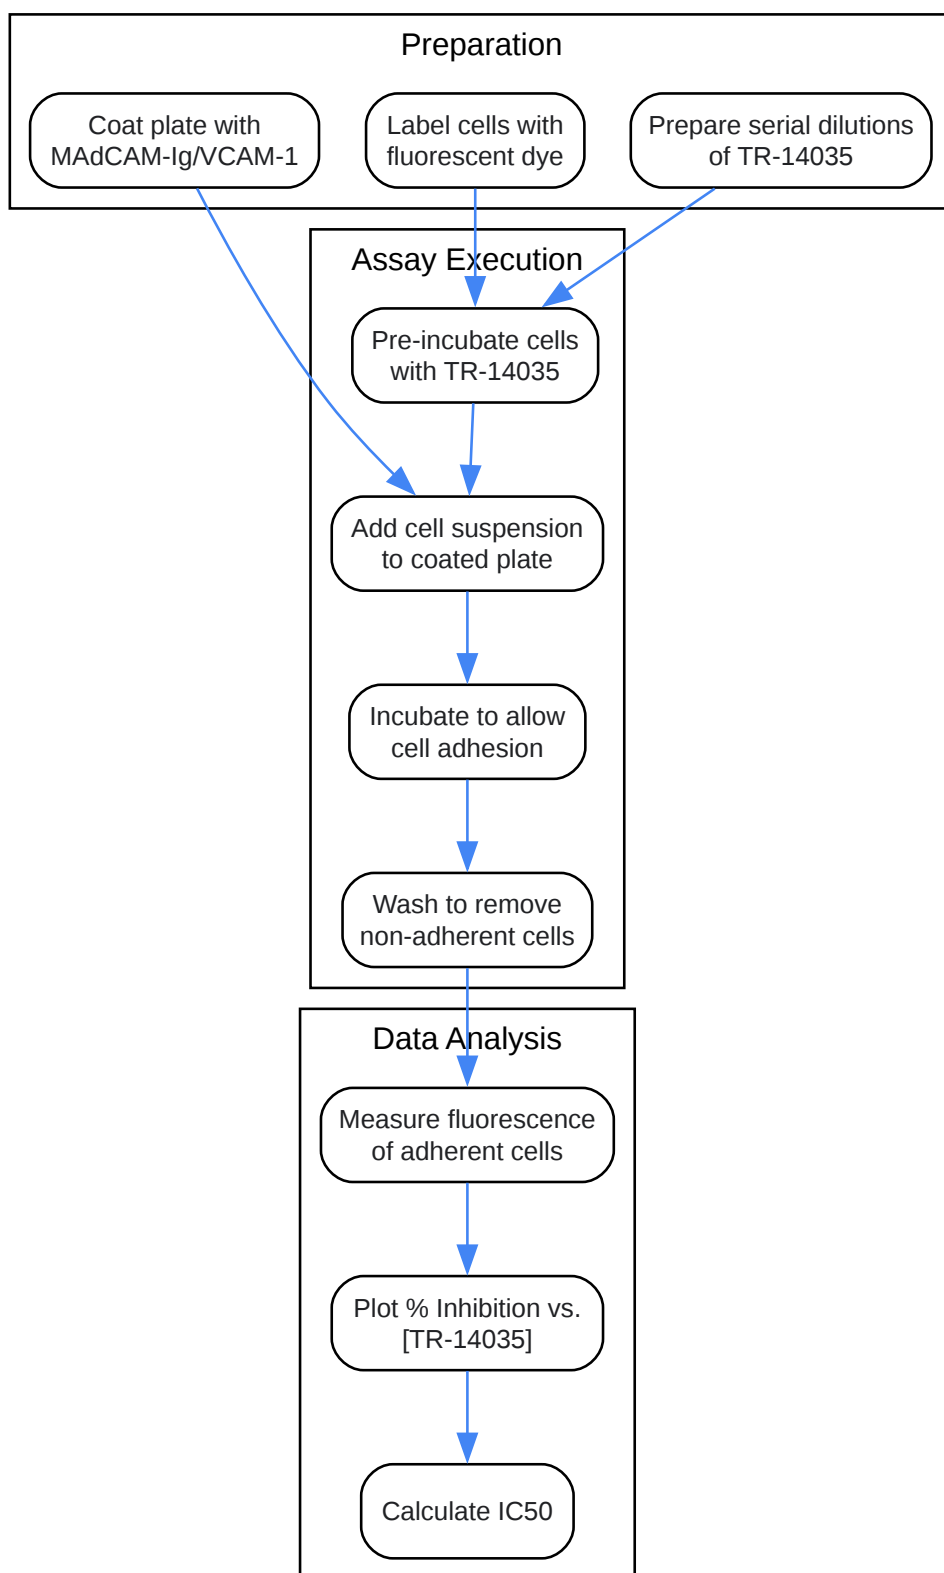 Preparation
Coat plate with
MAdCAM-Ig/VCAM-1
Label cells with
fluorescent dye
Prepare serial dilutions
of TR-14035
Assay Execution
Pre-incubate cells
with TR-14035
Add cell suspension
to coated plate
Incubate to allow
cell adhesion
Wash to remove
non-adherent cells
Data Analysis
Measure fluorescence
of adherent cells
Plot % Inhibition vs.
[TR-14035]
Calculate IC50